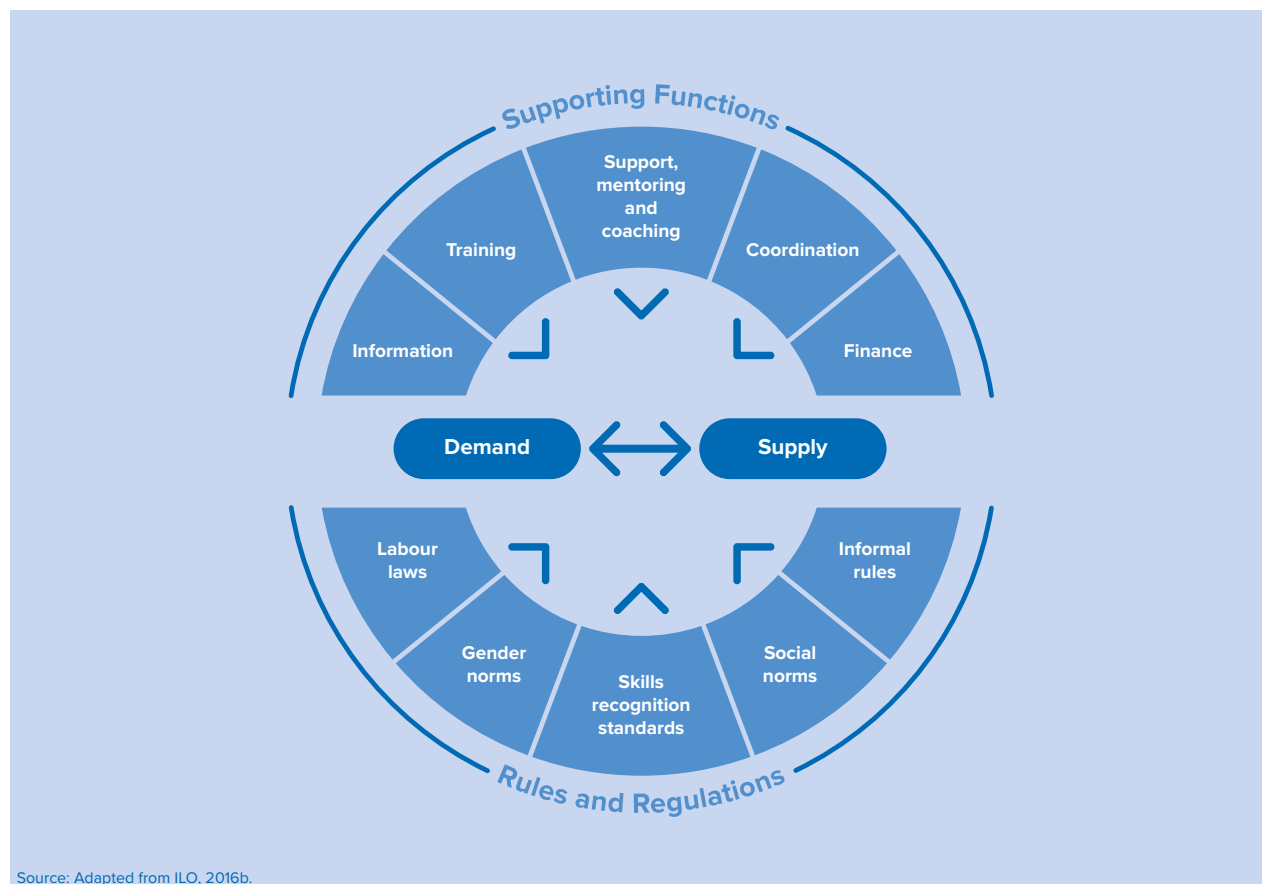 Supporting Functions
Support,
mentoring
and
coaching
Training
Coordination
Information
Finance
Demand
Supply
Labour
laws
Informal
rules
Gender
norms
Social
norms
Skills
recognition
standards
Rules and Regulations
Source: Adapted from ILO, 2016b.